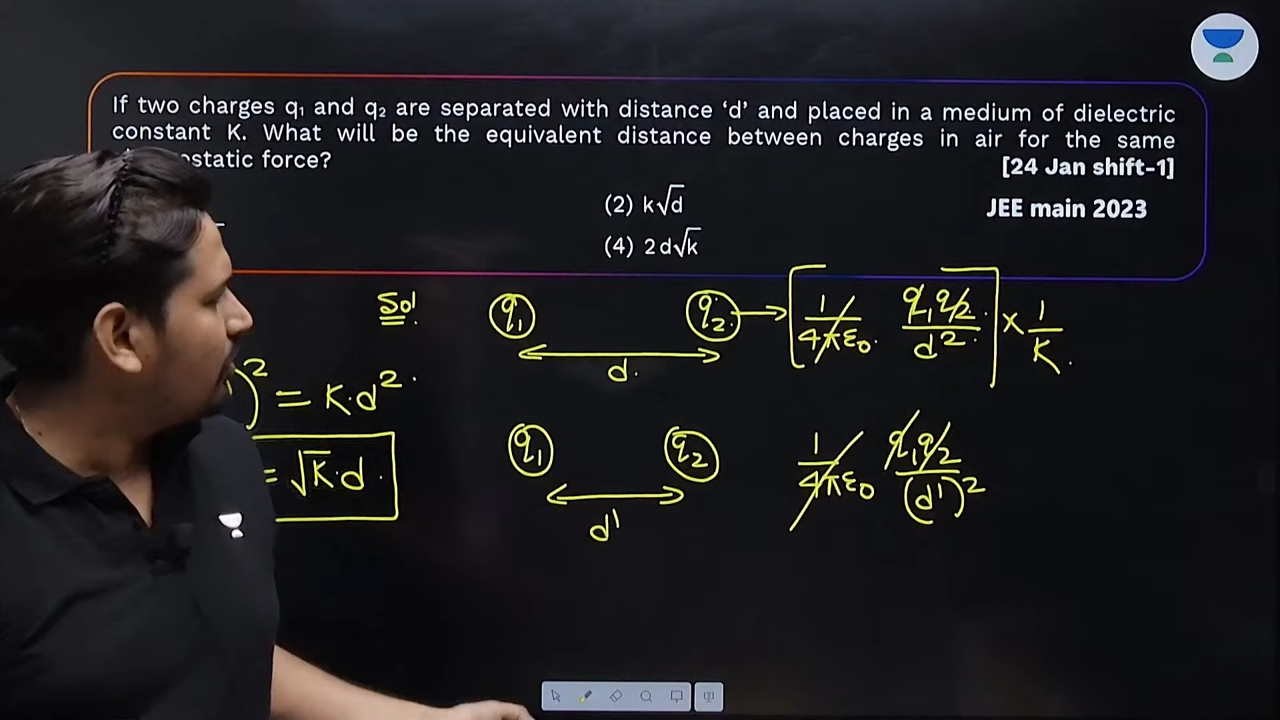 If two charges q₁ and q₂ are separated with distance ‘d’ and placed in a medium of dielectric
constant K. What will be the equivalent distance between charges in air for the same
static force?
[24 Jan shift-1]
(2) k√d
JEE main 2023
(4) 2d√k
Sol.
q₁ q₂ → [1/4πε₀ q₁q₂/d²] × 1/K.
d.
)² = K.d².
q₁ q₂ 1/4πε₀ q₁q₂/(d')²
= √K.d.
d'